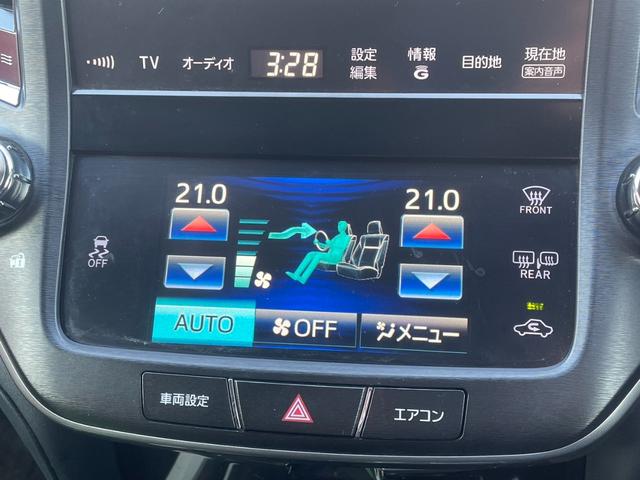 TV オーディオ 3:28 設定 編集 情報 G 目的地 現在地 案内音声
21.0 21.0
FRONT
OFF
REAR
AUTO OFF メニュー
車両設定 エアコン